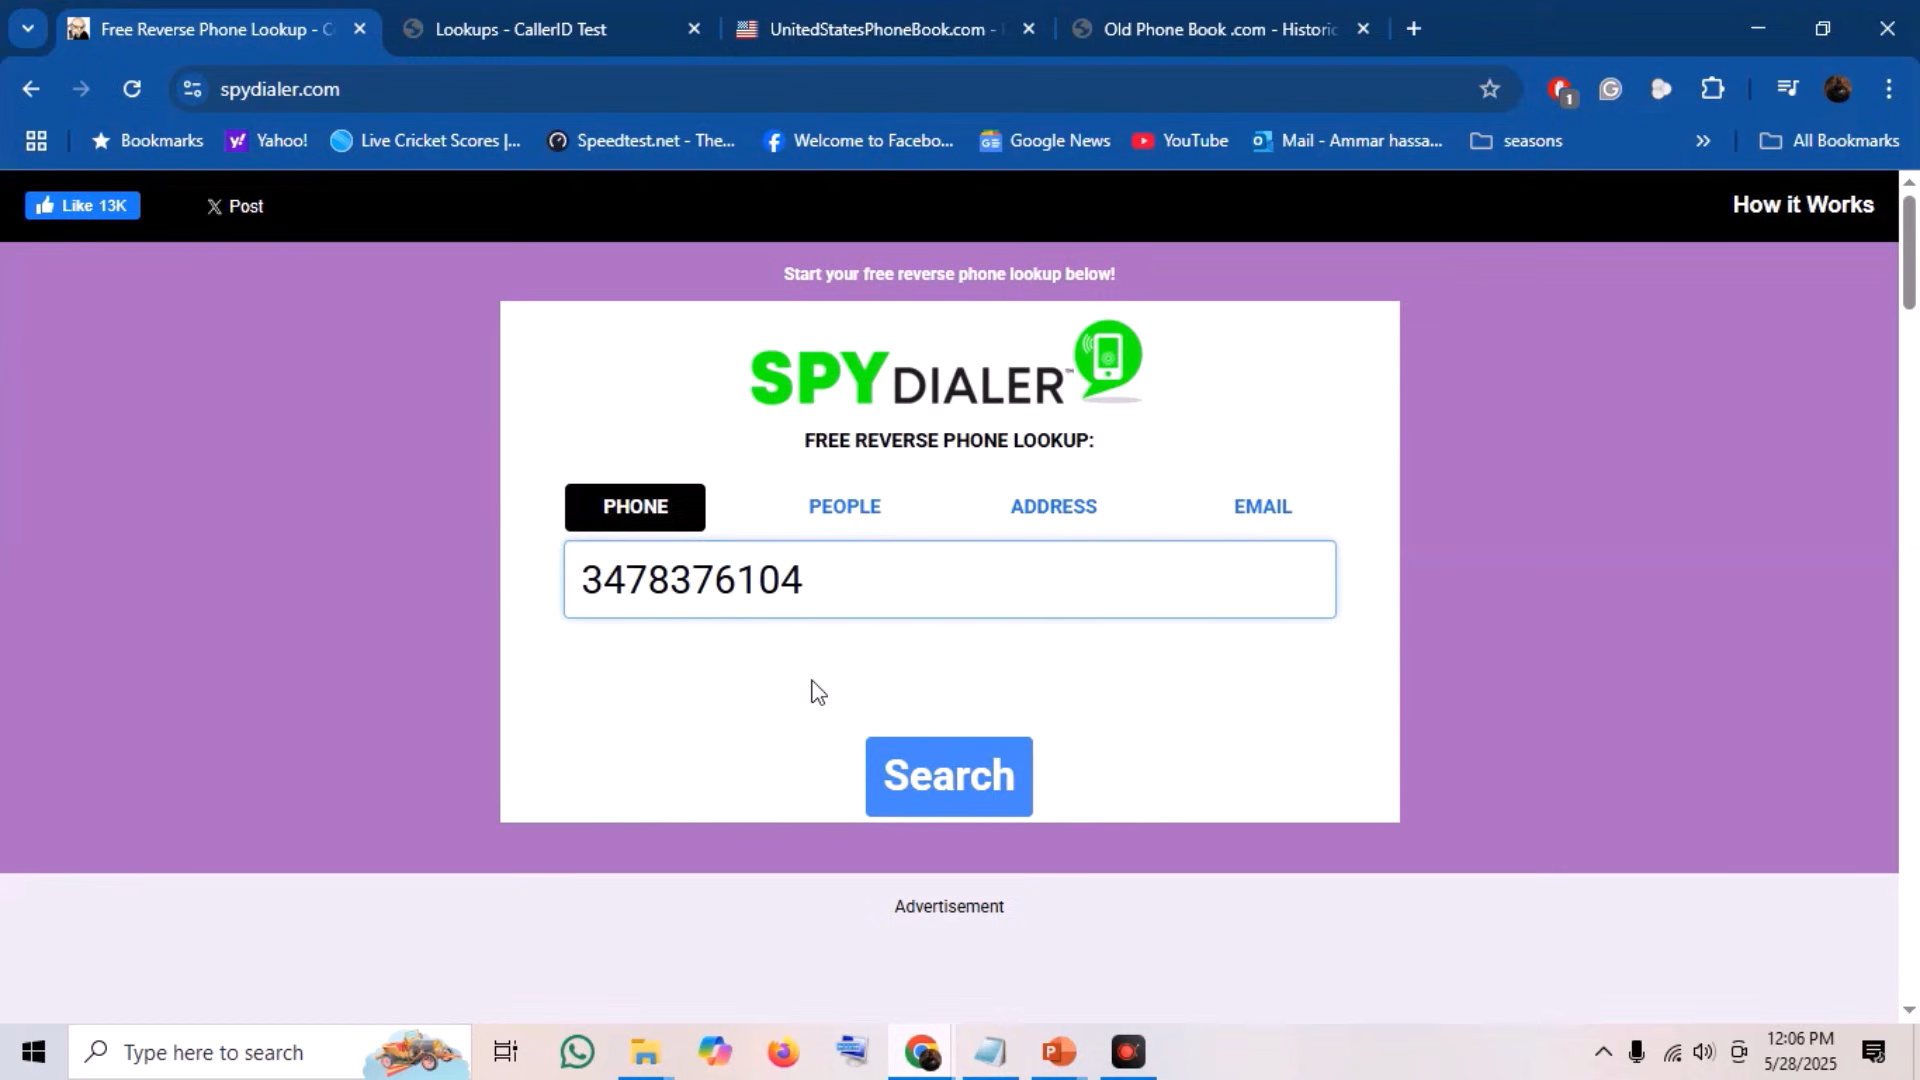 Free Reverse Phone Lookup - C
Lookups - CallerID Test
UnitedStatesPhoneBook.com -
Old Phone Book .com - Historic
spydialer.com
1
Bookmarks
Yahoo!
Live Cricket Scores |...
Speedtest.net - The...
Welcome to Facebo...
Google News
YouTube
Mail - Ammar hassa...
seasons
All Bookmarks
Like 13K
Post
How it Works
Start your free reverse phone lookup below!
SPY DIALER™
FREE REVERSE PHONE LOOKUP:
PHONE
PEOPLE
ADDRESS
EMAIL
3478376104
Search
Advertisement
Type here to search
12:06 PM
5/28/2025